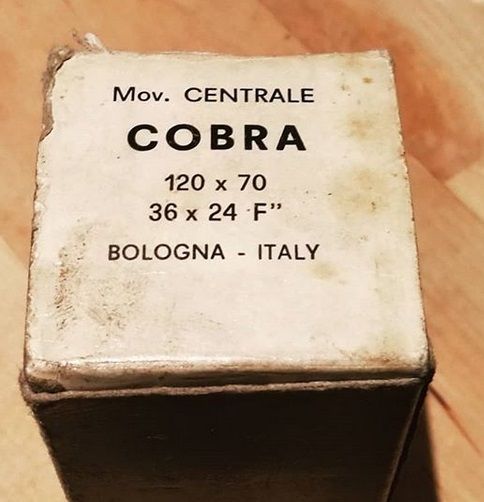 Mov. CENTRALE
COBRA
120 x 70
36 x 24 F”
BOLOGNA - ITALY